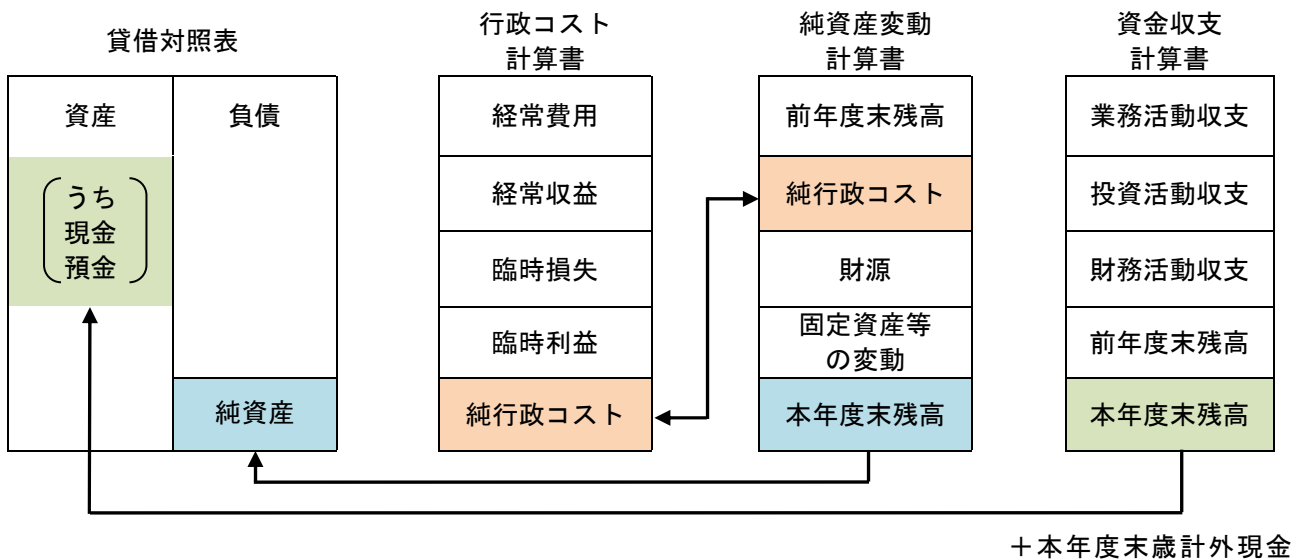 貸借対照表
資産
負債
うち
現金
預金
純資産
行政コスト
計算書
経常費用
経常収益
臨時損失
臨時利益
純行政コスト
純資産変動
計算書
前年度末残高
純行政コスト
財源
固定資産等
の変動
本年度末残高
資金収支
計算書
業務活動収支
投資活動収支
財務活動収支
前年度末残高
本年度末残高
＋本年度末歳計外現金